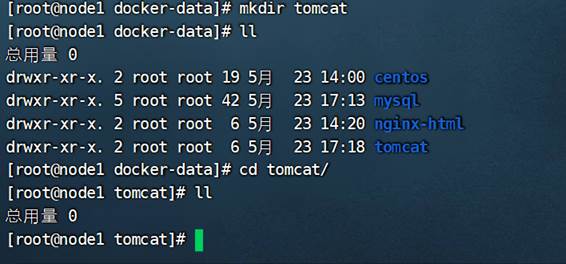 [root@node1 docker-data]# mkdir tomcat
[root@node1 docker-data]# ll
总用量 0
drwxr-xr-x. 2 root root 19 5月  23 14:00 centos
drwxr-xr-x. 5 root root 42 5月  23 17:13 mysql
drwxr-xr-x. 2 root root  6 5月  23 14:20 nginx-html
drwxr-xr-x. 2 root root  6 5月  23 17:18 tomcat
[root@node1 docker-data]# cd tomcat/
[root@node1 tomcat]# ll
总用量 0
[root@node1 tomcat]#